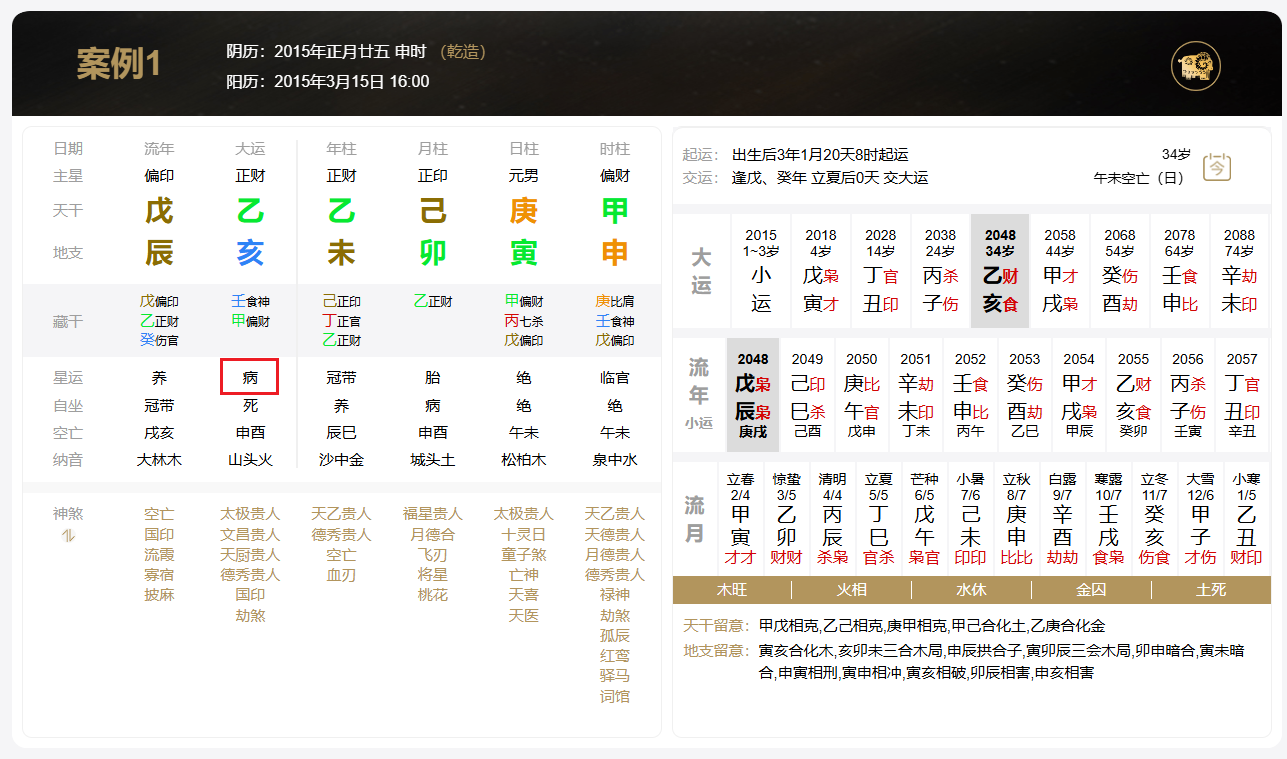 案例1
阴历：2015年正月廿五 申时 （乾造）
阳历：2015年3月15日 16:00
日期 流年 大运 年柱 月柱 日柱 时柱
主星 偏印 正财 正财 正印 元男 偏财
天干 戊 乙 乙 己 庚 甲
地支 辰 亥 未 卯 寅 申
藏干
戊偏印 壬食神 己正印 乙正财 甲偏财 庚比肩
乙正财 甲偏财 丁正官 丙七杀 壬食神
癸伤官 乙正财 戊偏印 戊偏印
星运 养 病 冠带 胎 绝 临官
自坐 冠带 死 养 病 绝 绝
空亡 戌亥 申酉 辰巳 申酉 午未 午未
纳音 大林木 山头火 沙中金 城头土 松柏木 泉中水
神煞 空亡 太极贵人 天乙贵人 福星贵人 太极贵人 天乙贵人
国印 文昌贵人 德秀贵人 月德合 十灵日 天德贵人
流霞 天厨贵人 空亡 飞刃 童子煞 月德贵人
寡宿 德秀贵人 血刃 将星 亡神 德秀贵人
披麻 国印 桃花 天喜 禄神
劫煞 天医 劫煞
孤辰
红鸾
驿马
词馆
起运： 出生后3年1月20天8时起运
34岁
交运： 逢戊、癸年 立夏后0天 交大运
午未空亡（日）
今
大运
2015 2018 2028 2038 2048 2058 2068 2078 2088
1~3岁 4岁 14岁 24岁 34岁 44岁 54岁 64岁 74岁
小 戊枭 丁官 丙杀 乙财 甲才 癸伤 壬食 辛劫
运 寅才 丑印 子伤 亥食 戌枭 酉劫 申比 未印
流年
小运
2048 2049 2050 2051 2052 2053 2054 2055 2056 2057
戊枭 己印 庚比 辛劫 壬食 癸伤 甲才 乙财 丙杀 丁官
辰枭 巳杀 午官 未印 申比 酉劫 戌枭 亥食 子伤 丑印
庚戌 己酉 戊申 丁未 丙午 乙巳 甲辰 癸卯 壬寅 辛丑
流月
立春 惊蛰 清明 立夏 芒种 小暑 立秋 白露 寒露 立冬 大雪 小寒
2/4 3/5 4/4 5/5 6/5 7/6 8/7 9/7 10/7 11/7 12/6 1/5
甲 乙 丙 丁 戊 己 庚 辛 壬 癸 甲 乙
寅 卯 辰 巳 午 未 申 酉 戌 亥 子 丑
才才 财财 杀枭 官杀 枭官 印印 比比 劫劫 食枭 伤食 才伤 财印
木旺 火相 水休 金囚 土死
天干留意： 甲戊相克,乙己相克,庚甲相克,甲己合化土,乙庚合化金
地支留意： 寅亥合化木,亥卯未三合木局,申辰拱合子,寅卯辰三会木局,卯申暗合,寅未暗
合,申寅相刑,寅申相冲,寅亥相破,卯辰相害,申亥相害